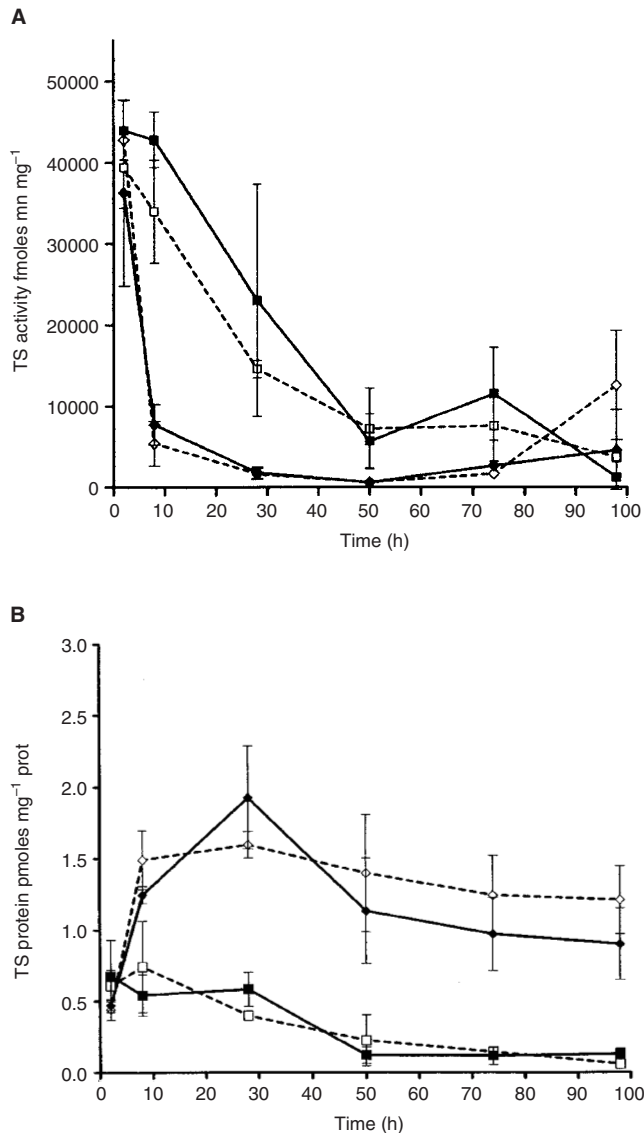 A
TS activity fmoles mn mg⁻¹
50000
40000
30000
20000
10000
0
0 10 20 30 40 50 60 70 80 90 100
Time (h)
B
TS protein pmoles mg⁻¹ prot
3.0
2.5
2.0
1.5
1.0
0.5
0.0
0 10 20 30 40 50 60 70 80 90 100
Time (h)